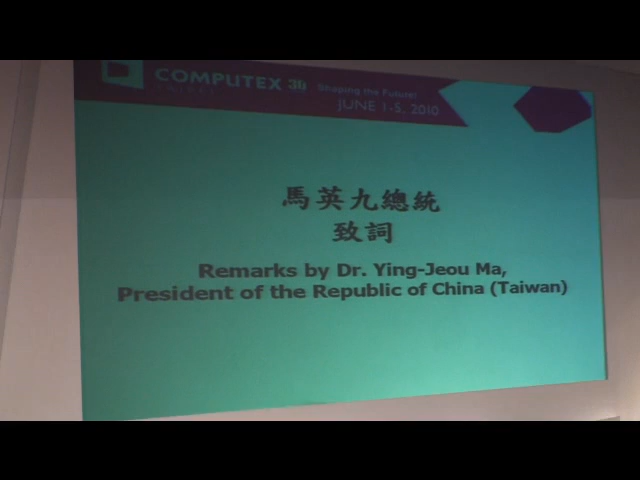 COMPUTEX 30 Shaping the Future!
JUNE 1-5, 2010
馬英九總統
致詞
Remarks by Dr. Ying-Jeou Ma,
President of the Republic of China (Taiwan)